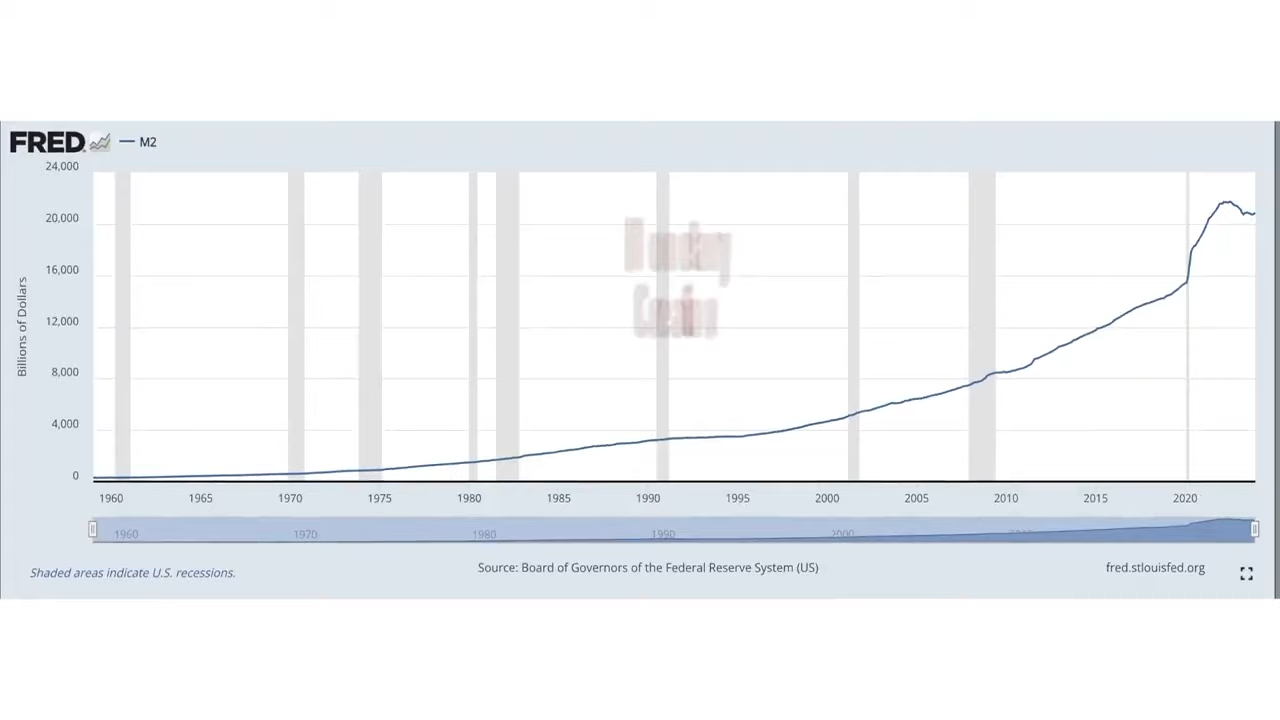 FRED
M2
24,000
20,000
16,000
12,000
8,000
4,000
0
Billions of Dollars
1960 1965 1970 1975 1980 1985 1990 1995 2000 2005 2010 2015 2020
1960 1970 1980 1990 2000
Shaded areas indicate U.S. recessions.
Source: Board of Governors of the Federal Reserve System (US)
fred.stlouisfed.org